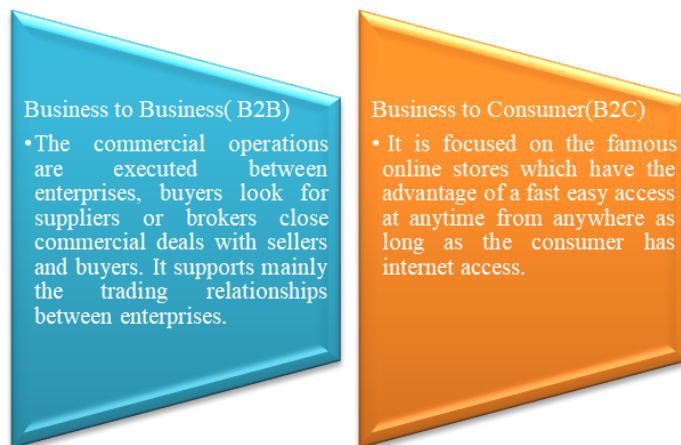 Business to Business( B2B)
•The commercial operations
are executed between
enterprises, buyers look for
suppliers or brokers close
commercial deals with sellers
and buyers. It supports mainly
the trading relationships
between enterprises.
Business to Consumer(B2C)
• It is focused on the famous
online stores which have the
advantage of a fast easy access
at anytime from anywhere as
long as the consumer has
internet access.